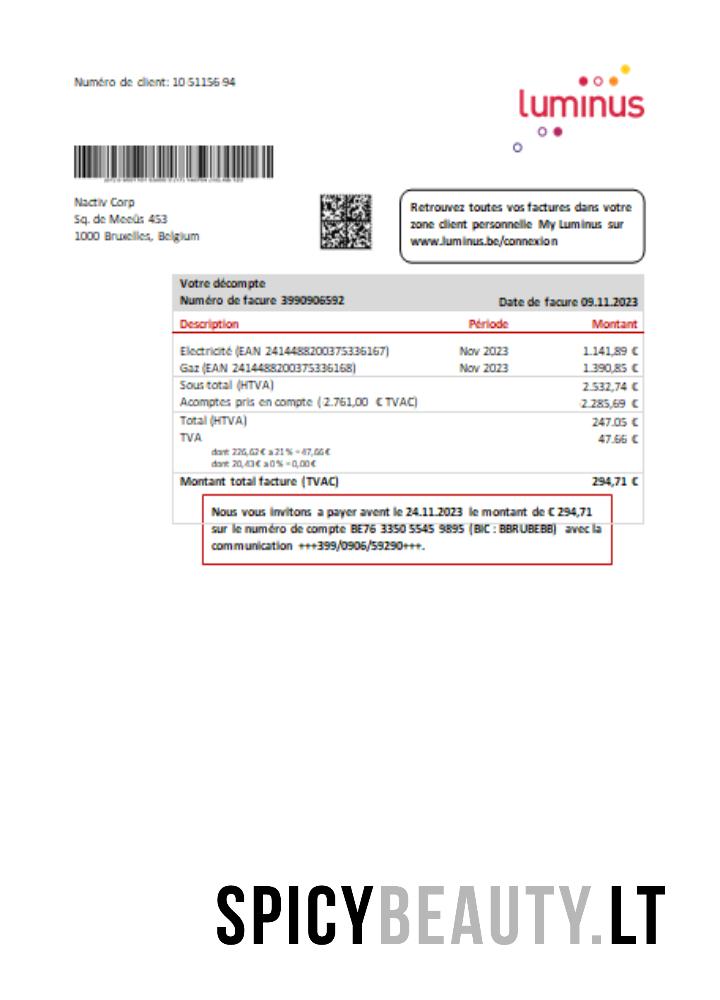 Numéro de client: 10 51156 94
luminus
Nactiv Corp
Sq. de Meeûs 453
1000 Bruxelles, Belgium
Retrouvez toutes vos factures dans votre
zone client personnelle My Luminus sur
www.luminus.be/connexion
Votre décompte
Numéro de facure 3990906592 Date de facure 09.11.2023
Description Période Montant
Electricité (EAN 2414488200375336167) Nov 2023 1.141,89 €
Gaz (EAN 2414488200375336168) Nov 2023 1.390,85 €
Sous total (HTVA) 2.532,74 €
Acomptes pris en compte (2.761,00 € TVAC) -2.285,69 €
Total (HTVA) 247.05 €
TVA 47.66 €
dont 226,62 € a 21 % = 47,66 €
dont 20,43 € a 0 % = 0,00 €
Montant total facture (TVAC) 294,71 €
Nous vous invitons a payer avent le 24.11.2023 le montant de € 294,71
sur le numéro de compte BE76 3350 5545 9895 (BIC : BBRUBEBB) avec la
communication +++399/0906/59290+++.
SPICYBEAUTY.LT